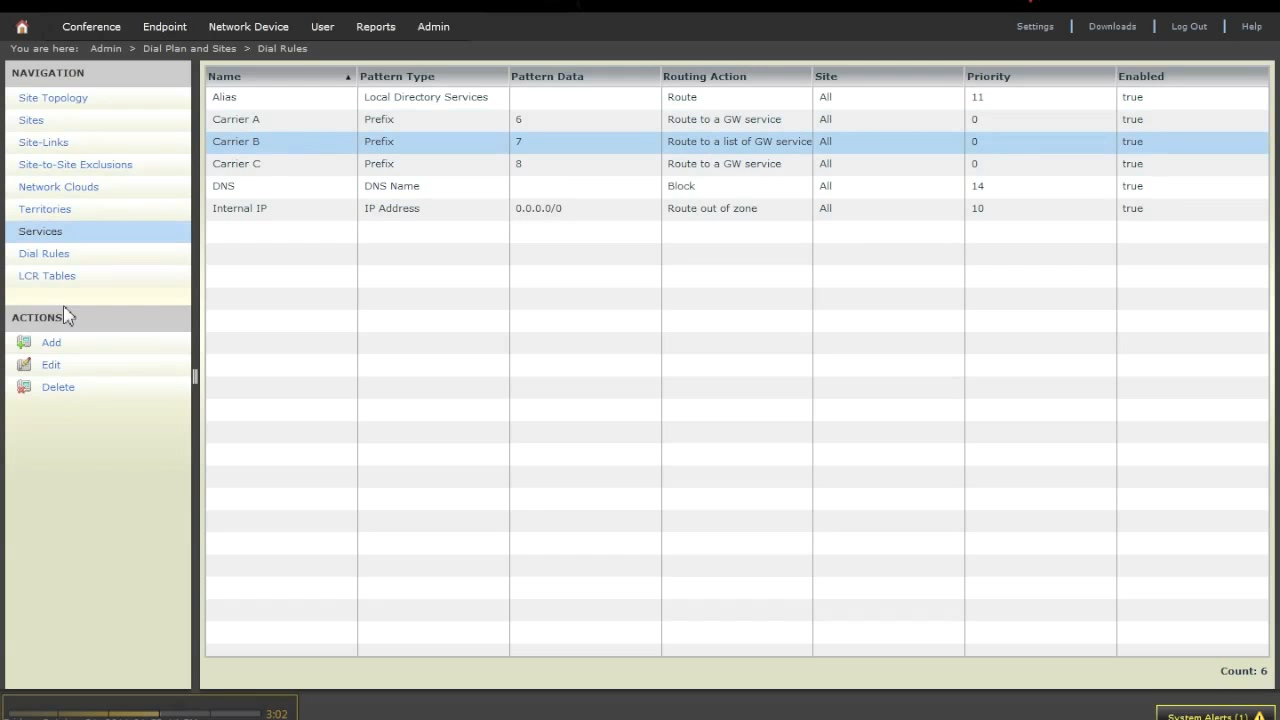 Conference Endpoint Network Device User Reports Admin Settings Downloads Log Out Help
You are here: Admin > Dial Plan and Sites > Dial Rules
NAVIGATION
Site Topology
Sites
Site-Links
Site-to-Site Exclusions
Network Clouds
Territories
Services
Dial Rules
LCR Tables
ACTIONS
Add
Edit
Delete
Name Pattern Type Pattern Data Routing Action Site Priority Enabled
Alias Local Directory Services Route All 11 true
Carrier A Prefix 6 Route to a GW service All 0 true
Carrier B Prefix 7 Route to a list of GW service All 0 true
Carrier C Prefix 8 Route to a GW service All 0 true
DNS DNS Name Block All 14 true
Internal IP IP Address 0.0.0.0/0 Route out of zone All 10 true
Count: 6
3:02
System Alerts (1)